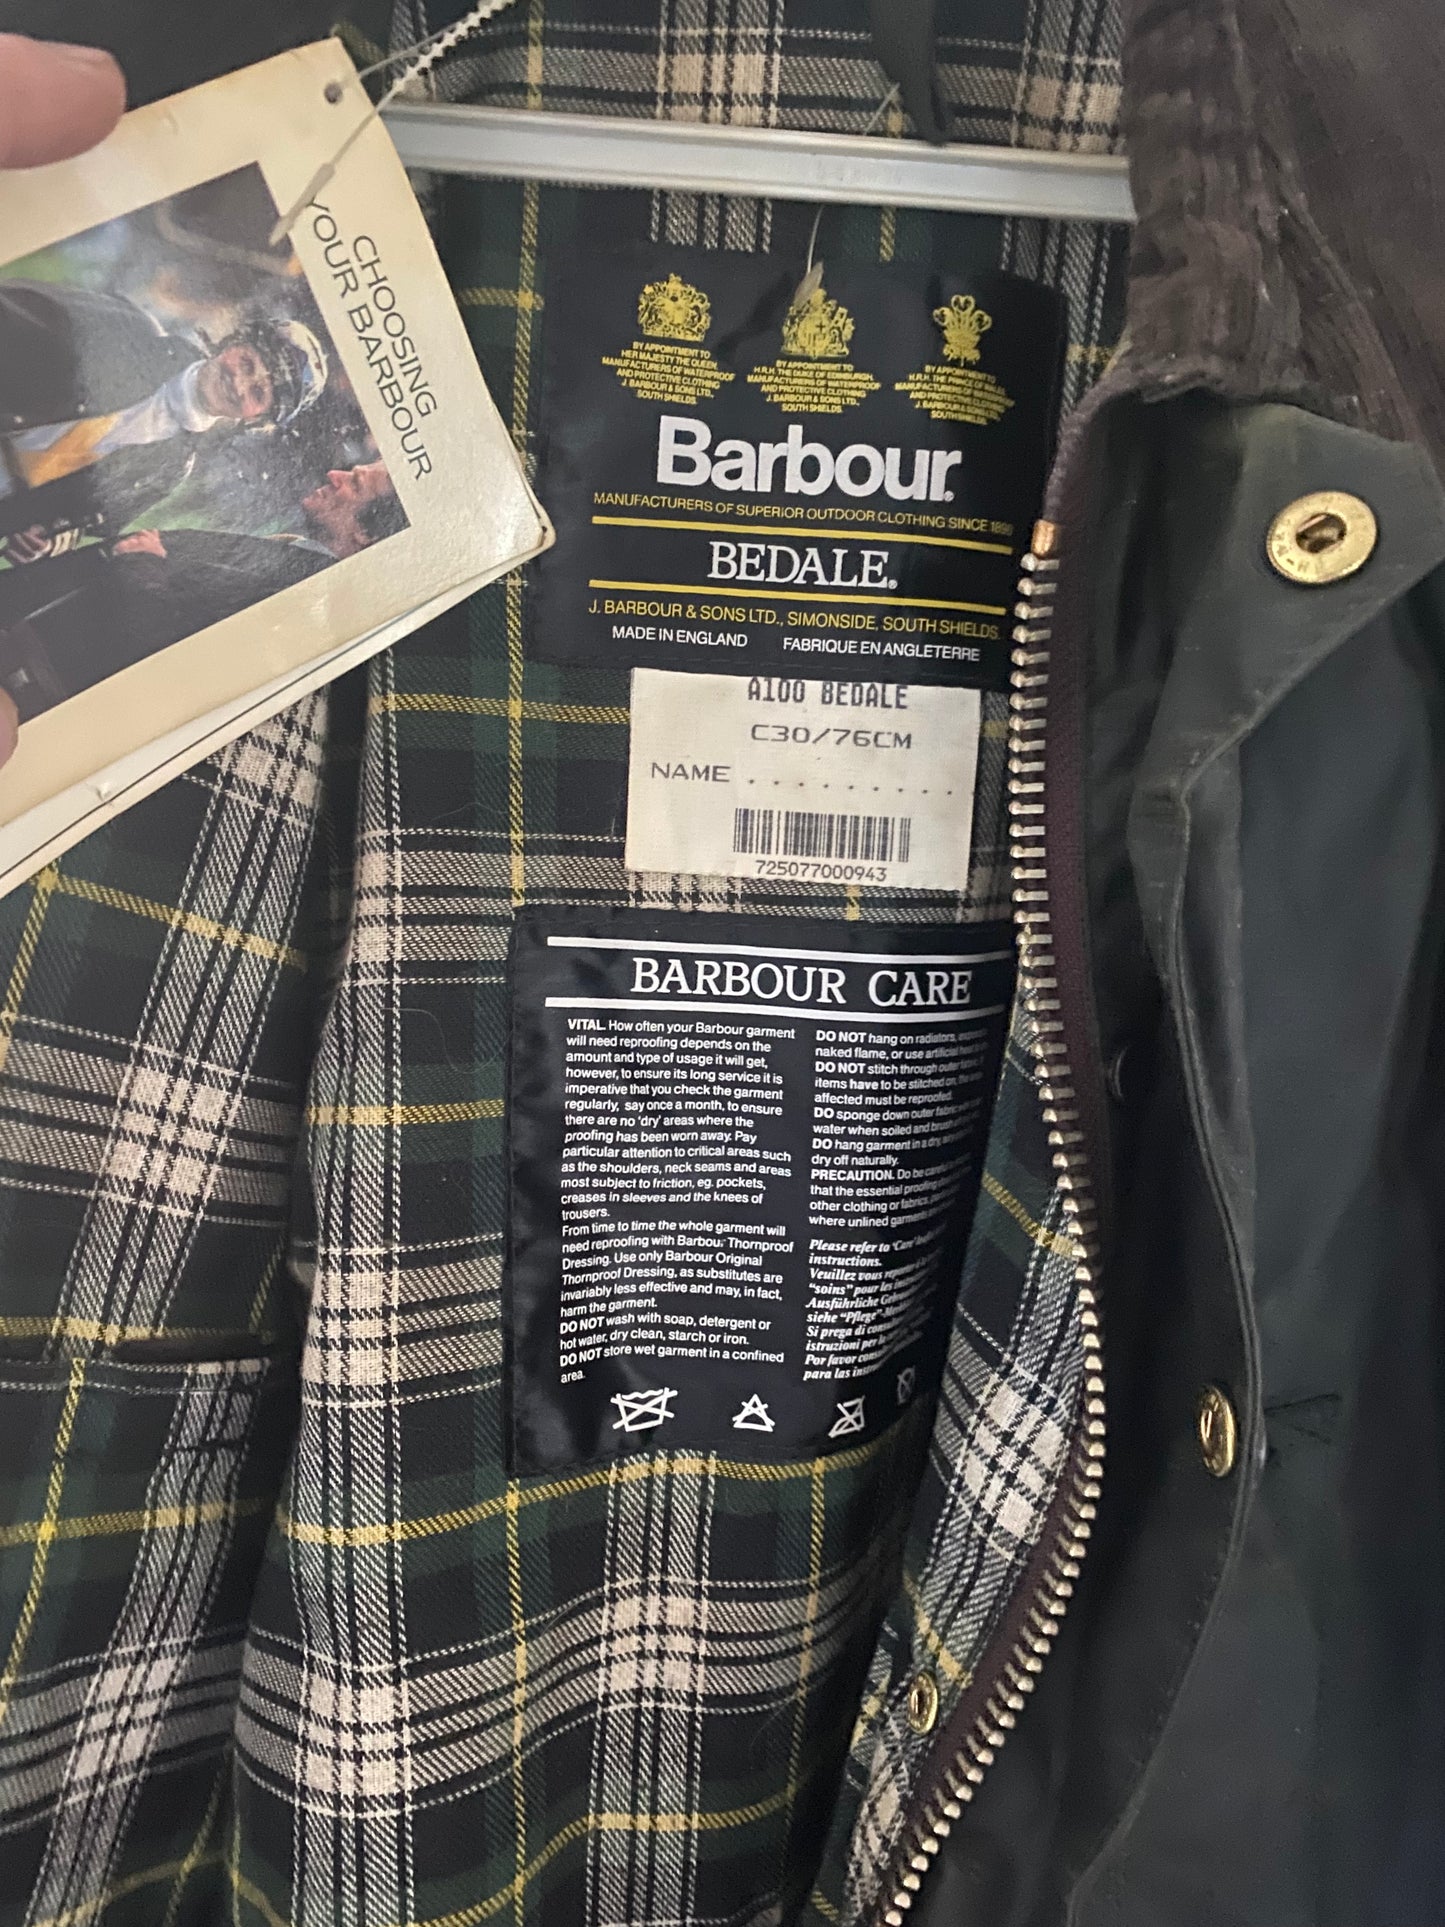 CHOOSING
YOUR BARBOUR
BY APPOINTMENT TO
HER MAJESTY THE QUEEN
MANUFACTURERS OF WATERPROOF
AND PROTECTIVE CLOTHING
J. BARBOUR & SONS LTD.,
SOUTH SHIELDS.
BY APPOINTMENT TO
H.R.H. THE DUKE OF EDINBURGH
MANUFACTURERS OF WATERPROOF
AND PROTECTIVE CLOTHING
J. BARBOUR & SONS LTD.,
SOUTH SHIELDS.
BY APPOINTMENT TO
H.R.H. THE PRINCE OF WALES
MANUFACTURERS OF WATERPROOF
AND PROTECTIVE CLOTHING
J. BARBOUR & SONS LTD.,
SOUTH SHIELDS.
Barbour®
MANUFACTURERS OF SUPERIOR OUTDOOR CLOTHING SINCE 1890
BEDALE®
J. BARBOUR & SONS LTD., SIMONSIDE, SOUTH SHIELDS.
MADE IN ENGLAND FABRIQUE EN ANGLETERRE
A100 BEDALE
C30/76CM
NAME . . . . . . . . .
725077000943
BARBOUR CARE
VITAL. How often your Barbour garment
will need reproofing depends on the
amount and type of usage it will get,
however, to ensure its long service it is
imperative that you check the garment
regularly, say once a month, to ensure
there are no 'dry' areas where the
proofing has been worn away. Pay
particular attention to critical areas such
as the shoulders, neck seams and areas
most subject to friction, eg. pockets,
creases in sleeves and the knees of
trousers.
From time to time the whole garment will
need reproofing with Barbour Thornproof
Dressing. Use only Barbour Original
Thornproof Dressing, as substitutes are
invariably less effective and may, in fact,
harm the garment.
DO NOT wash with soap, detergent or
hot water, dry clean, starch or iron.
DO NOT store wet garment in a confined
area.
DO NOT hang on radiators,
naked flame, or use artificial
DO NOT stitch through outer
items have to be stitched on, the
affected must be reproofed.
DO sponge down outer fabric
water when soiled and brush
DO hang garment in a dry,
dry off naturally.
PRECAUTION. Do be careful
that the essential proofing
other clothing or fabrics,
where unlined garments
Please refer to 'Care'
instructions.
Veuillez vous
"soins" pour les
Ausführliche
siehe "Pflege"
Si prega di
istruzioni per
Por favor
para las